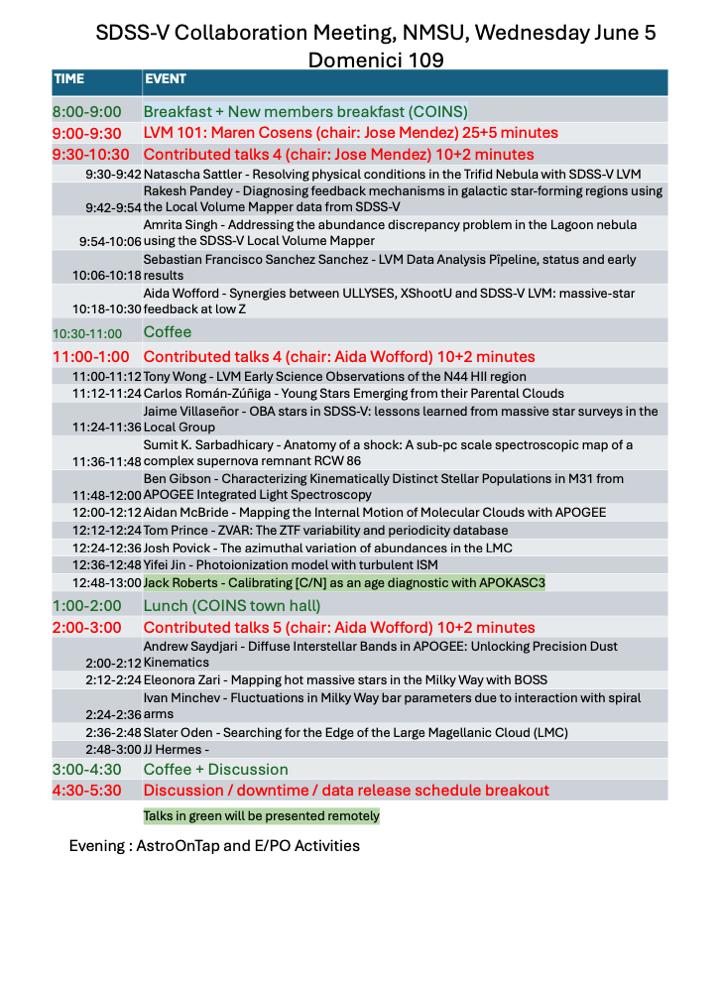 SDSS-V Collaboration Meeting, NMSU, Wednesday June 5
Domenici 109
TIME EVENT
8:00-9:00 Breakfast + New members breakfast (COINS)
9:00-9:30 LVM 101: Maren Cosens (chair: Jose Mendez) 25+5 minutes
9:30-10:30 Contributed talks 4 (chair: Jose Mendez) 10+2 minutes
9:30-9:42 Natascha Sattler - Resolving physical conditions in the Trifid Nebula with SDSS-V LVM
Rakesh Pandey - Diagnosing feedback mechanisms in galactic star-forming regions using
9:42-9:54 the Local Volume Mapper data from SDSS-V
Amrita Singh - Addressing the abundance discrepancy problem in the Lagoon nebula
9:54-10:06 using the SDSS-V Local Volume Mapper
Sebastian Francisco Sanchez Sanchez - LVM Data Analysis Pîpeline, status and early
10:06-10:18 results
Aida Wofford - Synergies between ULLYSES, XShootU and SDSS-V LVM: massive-star
10:18-10:30 feedback at low Z
10:30-11:00 Coffee
11:00-1:00 Contributed talks 4 (chair: Aida Wofford) 10+2 minutes
11:00-11:12 Tony Wong - LVM Early Science Observations of the N44 HII region
11:12-11:24 Carlos Román-Zúñiga - Young Stars Emerging from their Parental Clouds
Jaime Villaseñor - OBA stars in SDSS-V: lessons learned from massive star surveys in the
11:24-11:36 Local Group
Sumit K. Sarbadhicary - Anatomy of a shock: A sub-pc scale spectroscopic map of a
11:36-11:48 complex supernova remnant RCW 86
Ben Gibson - Characterizing Kinematically Distinct Stellar Populations in M31 from
11:48-12:00 APOGEE Integrated Light Spectroscopy
12:00-12:12 Aidan McBride - Mapping the Internal Motion of Molecular Clouds with APOGEE
12:12-12:24 Tom Prince - ZVAR: The ZTF variability and periodicity database
12:24-12:36 Josh Povick - The azimuthal variation of abundances in the LMC
12:36-12:48 Yifei Jin - Photoionization model with turbulent ISM
12:48-13:00 Jack Roberts - Calibrating [C/N] as an age diagnostic with APOKASC3
1:00-2:00 Lunch (COINS town hall)
2:00-3:00 Contributed talks 5 (chair: Aida Wofford) 10+2 minutes
Andrew Saydjari - Diffuse Interstellar Bands in APOGEE: Unlocking Precision Dust
2:00-2:12 Kinematics
2:12-2:24 Eleonora Zari - Mapping hot massive stars in the Milky Way with BOSS
Ivan Minchev - Fluctuations in Milky Way bar parameters due to interaction with spiral
2:24-2:36 arms
2:36-2:48 Slater Oden - Searching for the Edge of the Large Magellanic Cloud (LMC)
2:48-3:00 JJ Hermes -
3:00-4:30 Coffee + Discussion
4:30-5:30 Discussion / downtime / data release schedule breakout
Talks in green will be presented remotely
Evening : AstroOnTap and E/PO Activities